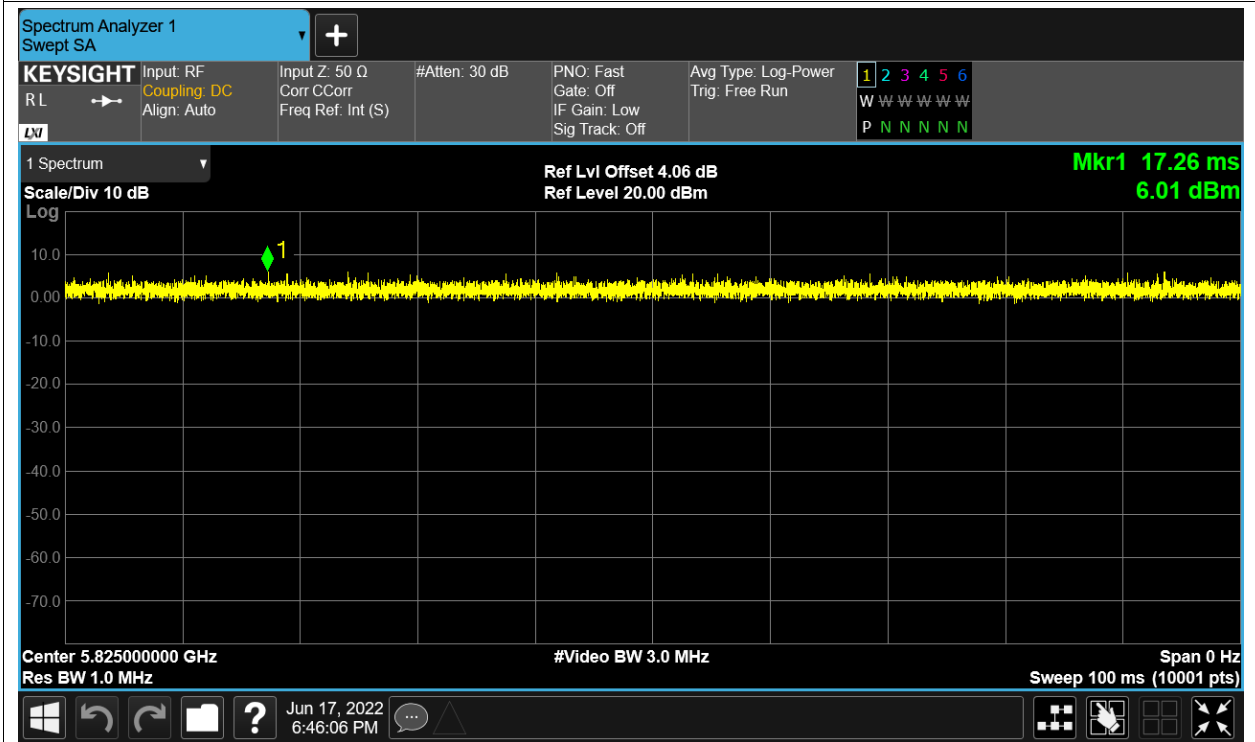 Spectrum Analyzer 1
Swept SA
▼
+
KEYSIGHT Input: RF Input Z: 50 Ω #Atten: 30 dB PNO: Fast Avg Type: Log-Power 1 2 3 4 5 6
R L Coupling: DC Corr CCorr Gate: Off Trig: Free Run W W W W W W
Align: Auto Freq Ref: Int (S) IF Gain: Low
LXI Sig Track: Off P N N N N N
1 Spectrum ▼ Ref Lvl Offset 4.06 dB Mkr1 17.26 ms
Scale/Div 10 dB Ref Level 20.00 dBm 6.01 dBm
Log
1
10.0
0.00
-10.0
-20.0
-30.0
-40.0
-50.0
-60.0
-70.0
Center 5.825000000 GHz #Video BW 3.0 MHz Span 0 Hz
Res BW 1.0 MHz Sweep 100 ms (10001 pts)
? Jun 17, 2022
6:46:06 PM